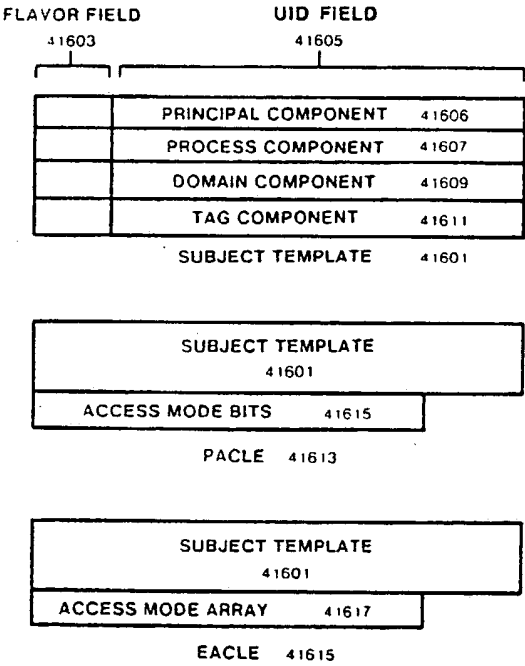 FLAVOR FIELD UID FIELD
41603 41605
PRINCIPAL COMPONENT 41606
PROCESS COMPONENT 41607
DOMAIN COMPONENT 41609
TAG COMPONENT 41611
SUBJECT TEMPLATE 41601
SUBJECT TEMPLATE
41601
ACCESS MODE BITS 41615
PACLE 41613
SUBJECT TEMPLATE
41601
ACCESS MODE ARRAY 41617
EACLE 41615